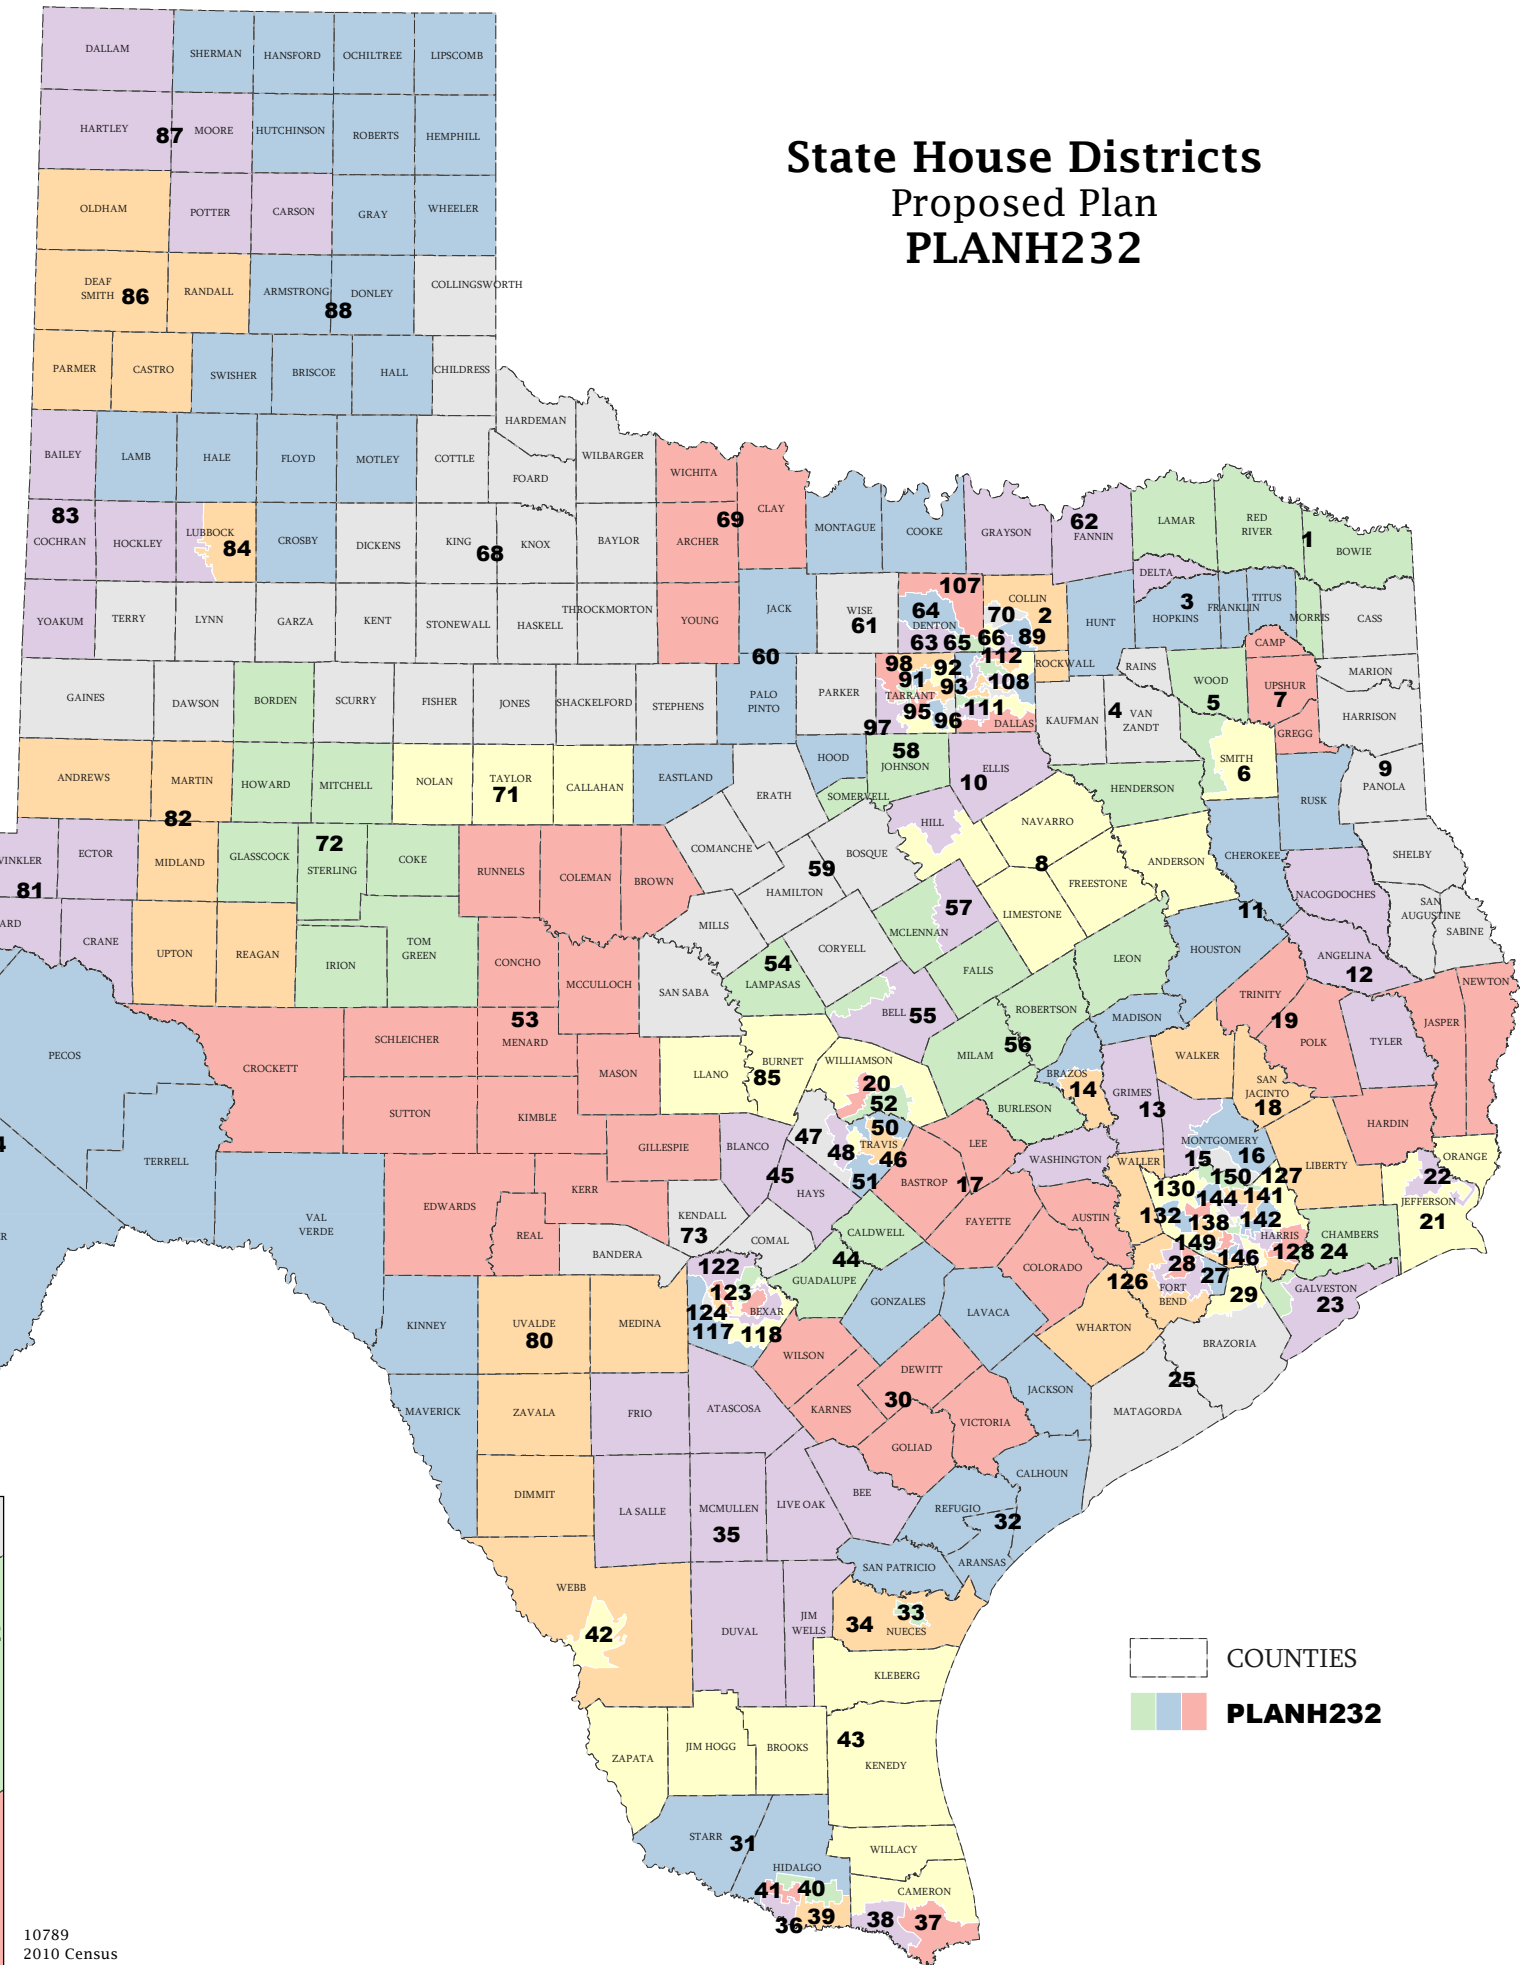 State House Districts
Proposed Plan
PLANH232
DALLAM
SHERMAN
HANSFORD
OCHILTREE
LIPSCOMB
HARTLEY
87
MOORE
HUTCHINSON
ROBERTS
HEMPHILL
OLDHAM
POTTER
CARSON
GRAY
WHEELER
DEAF
SMITH
86
RANDALL
ARMSTRONG
88
DONLEY
COLLINGSWORTH
PARMER
CASTRO
SWISHER
BRISCOE
HALL
CHILDRESS
HARDEMAN
BAILEY
LAMB
HALE
FLOYD
MOTLEY
COTTLE
FOARD
WILBARGER
WICHITA
CLAY
83
COCHRAN
HOCKLEY
LUBBOCK
84
CROSBY
DICKENS
KING
68
KNOX
BAYLOR
ARCHER
69
MONTAGUE
COOKE
GRAYSON
62
FANNIN
LAMAR
RED
RIVER
1
BOWIE
YOAKUM
TERRY
LYNN
GARZA
KENT
STONEWALL
HASKELL
THROCKMORTON
YOUNG
JACK
60
WISE
61
107
64
DENTON
63
65
COLLIN
70
2
66
89
112
HUNT
DELTA
3
HOPKINS
FRANKLIN
TITUS
MORRIS
CASS
CAMP
GAINES
DAWSON
BORDEN
SCURRY
FISHER
JONES
SHACKELFORD
STEPHENS
PALO
PINTO
PARKER
98
92
91
TARRANT
93
95
96
97
108
111
DALLAS
ROCKWALL
RAINS
KAUFMAN
4
VAN
ZANDT
WOOD
5
UPSHUR
7
MARION
HARRISON
GREGG
ANDREWS
MARTIN
82
HOWARD
MITCHELL
NOLAN
TAYLOR
71
CALLAHAN
EASTLAND
ERATH
HOOD
58
JOHNSON
SOMERVELL
ELLIS
10
HENDERSON
SMITH
6
RUSK
9
PANOLA
WINKLER
81
ECTOR
MIDLAND
GLASSCOCK
72
STERLING
COKE
RUNNELS
COLEMAN
BROWN
COMANCHE
HAMILTON
59
BOSQUE
HILL
NAVARRO
8
FREESTONE
ANDERSON
CHEROKEE
11
NACOGDOCHES
SHELBY
SAN
AUGUSTINE
SABINE
ARD
CRANE
UPTON
REAGAN
IRION
TOM
GREEN
CONCHO
MCCULLOCH
SAN SABA
MILLS
54
LAMPASAS
CORYELL
MCLENNAN
57
LIMESTONE
FALLS
LEON
HOUSTON
ANGELINA
12
TRINITY
19
POLK
TYLER
JASPER
NEWTON
PECOS
TERRELL
CROCKETT
SCHLEICHER
53
MENARD
SUTTON
KIMBLE
MASON
LLANO
BURNET
85
BELL
55
WILLIAMSON
20
52
MILAM
56
ROBERTSON
BRAZOS
14
MADISON
GRIMES
13
WALKER
SAN
JACINTO
18
HARDIN
BURLESON
VAL
VERDE
EDWARDS
REAL
KERR
GILLESPIE
BANDERA
KENDALL
73
BLANCO
45
HAYS
47
48
50
TRAVIS
46
51
BASTROP
17
LEE
FAYETTE
WASHINGTON
AUSTIN
WALLER
MONTGOMERY
15
16
150
127
LIBERTY
130
144
141
132
138
142
149
HARRIS
146
128
24
CHAMBERS
ORANGE
22
JEFFERSON
21
COMAL
CALDWELL
44
GUADALUPE
GONZALES
LAVACA
COLORADO
126
28
27
FORT
BEND
29
GALVESTON
23
KINNEY
UVALDE
80
MEDINA
122
123
124
BEXAR
117
118
WILSON
DEWITT
30
WHARTON
BRAZORIA
25
MATAGORDA
MAVERICK
ZAVALA
FRIO
ATASCOSA
KARNES
GOLIAD
VICTORIA
JACKSON
DIMMIT
LA SALLE
MCMULLEN
35
LIVE OAK
BEE
REFUGIO
CALHOUN
32
ARANSAS
SAN PATRICIO
WEBB
42
DUVAL
JIM
WELLS
34
33
NUECES
KLEBERG
ZAPATA
JIM HOGG
BROOKS
43
KENEDY
STARR
31
HIDALGO
41
40
36
39
WILLACY
CAMERON
38
37
COUNTIES
PLANH232
10789
2010 Census